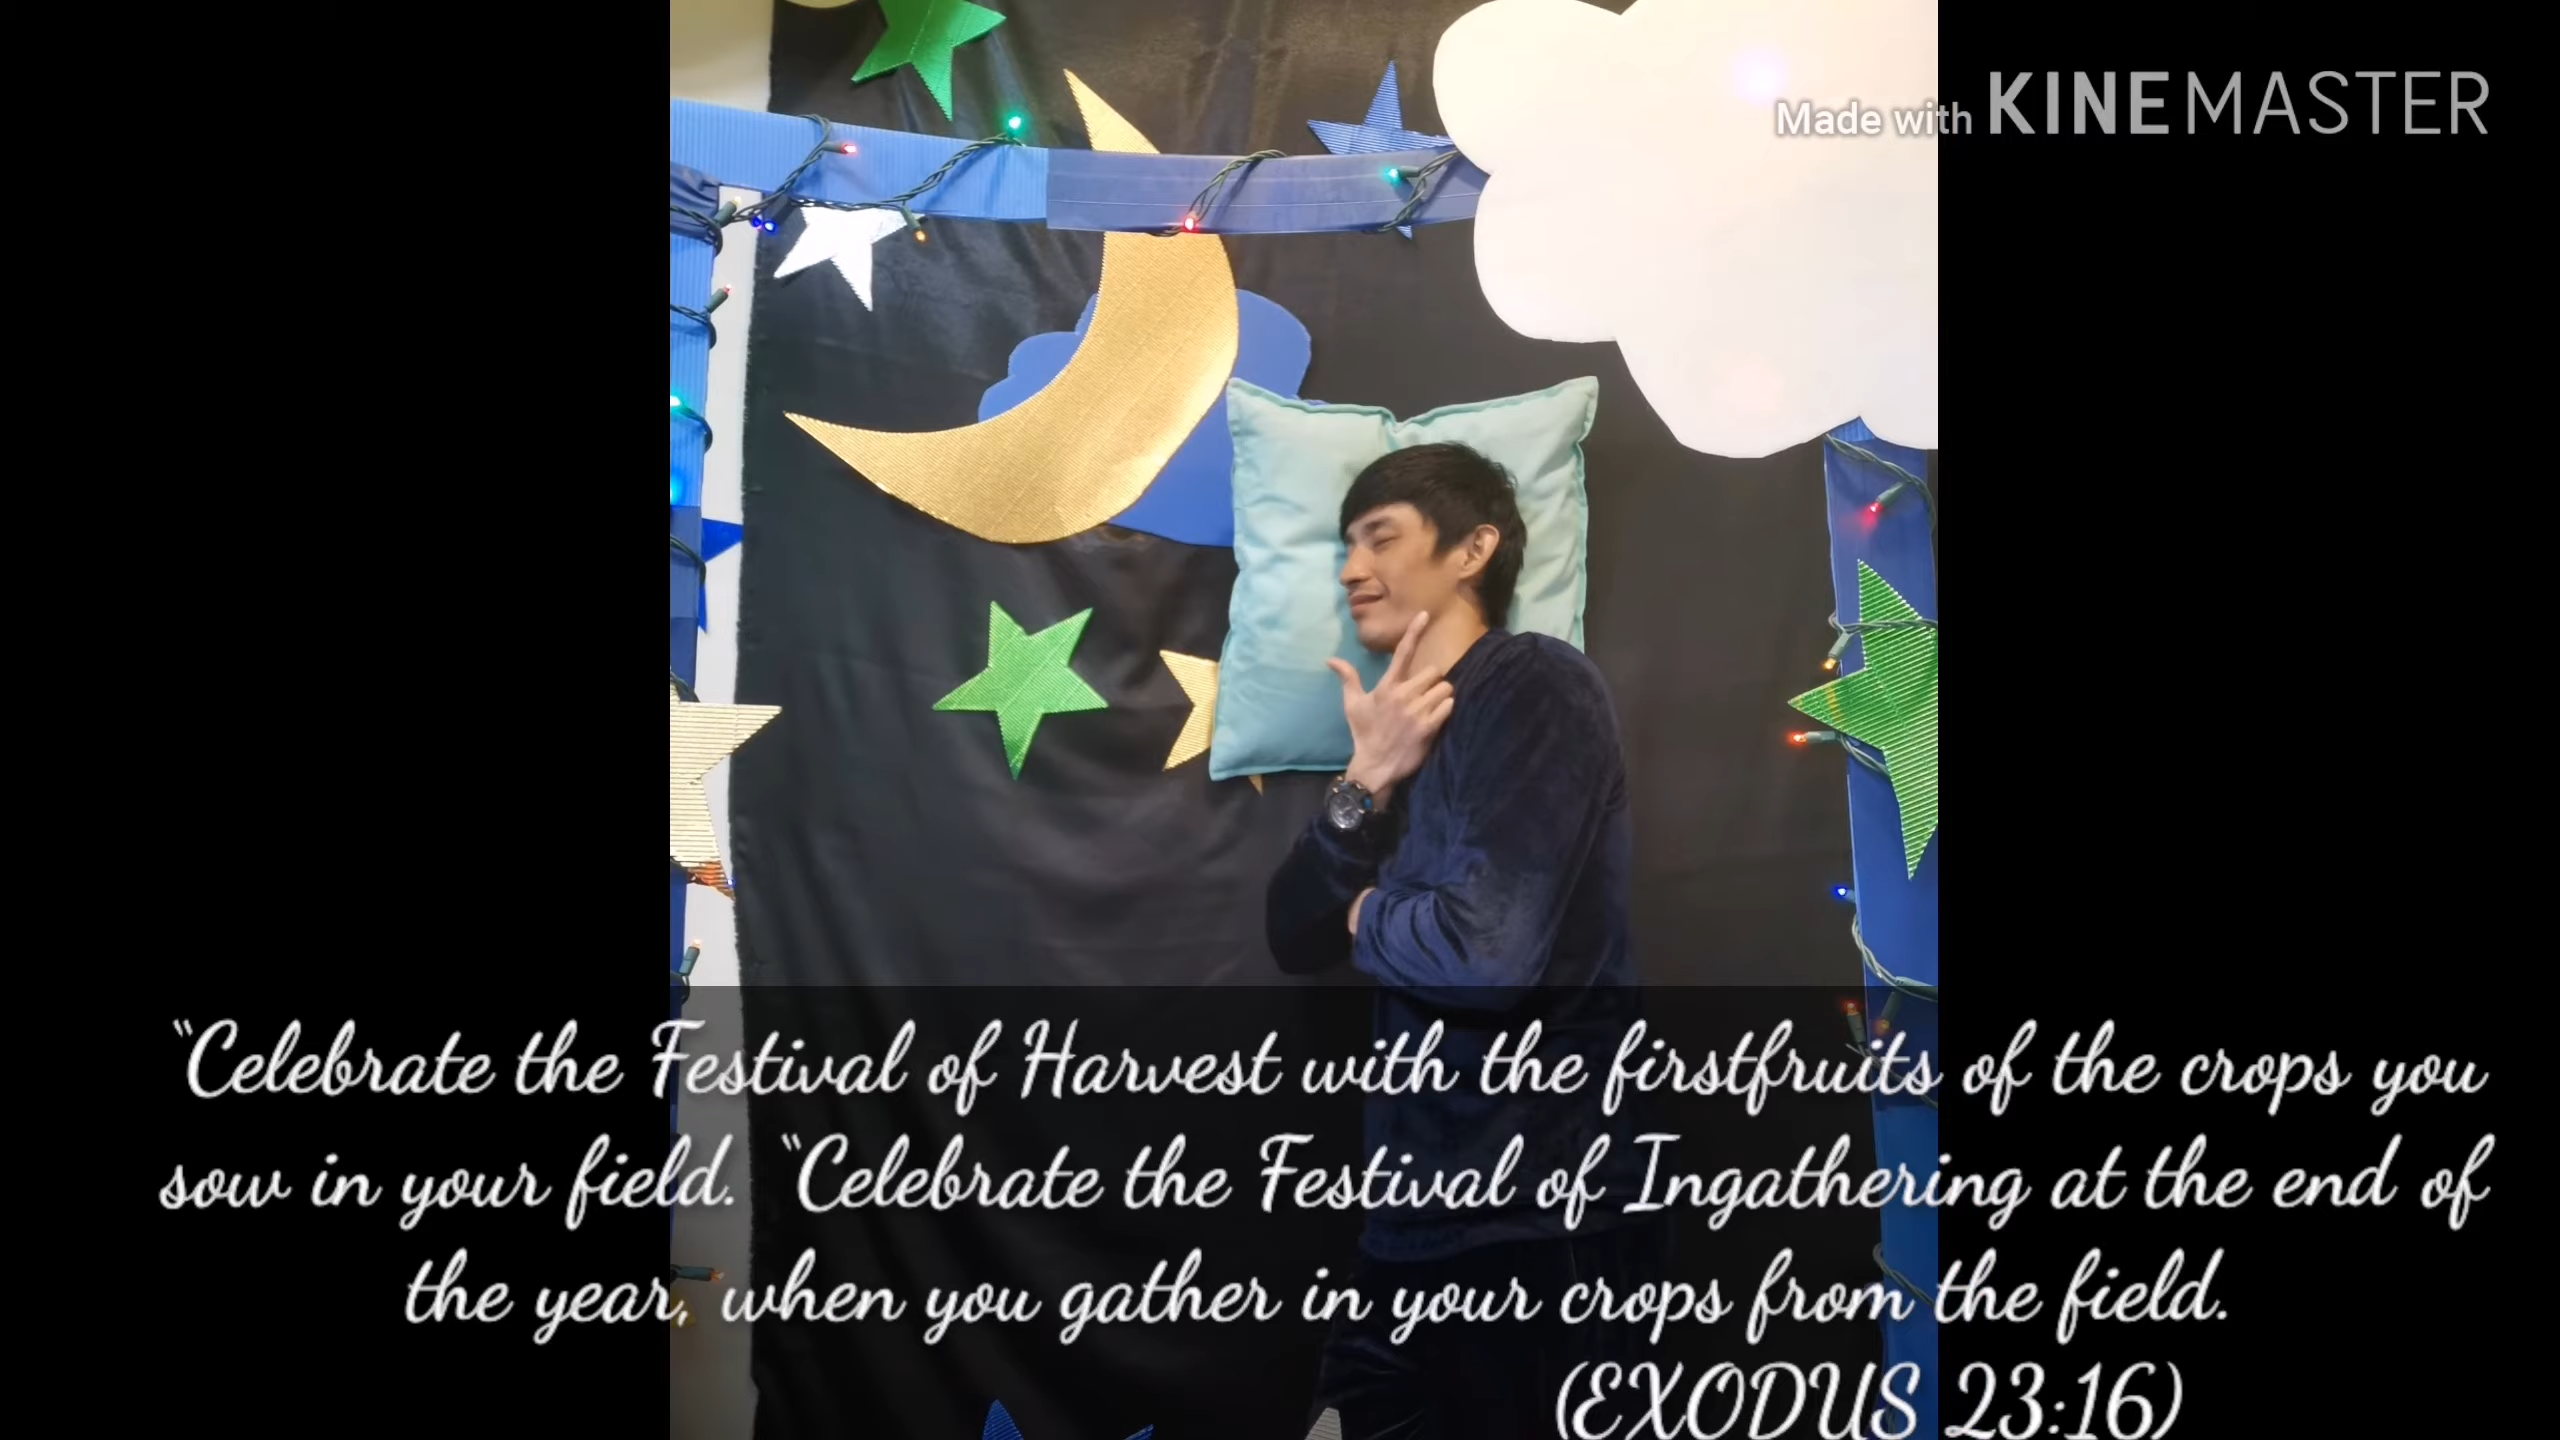 Made with KINEMASTER
“Celebrate the Festival of Harvest with the firstfruits of the crops you
sow in your field. “Celebrate the Festival of Ingathering at the end of
the year, when you gather in your crops from the field.
(EXODUS 23:16)